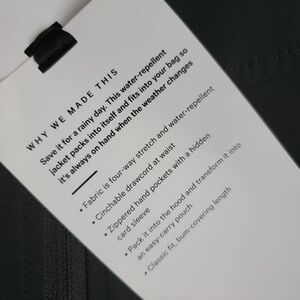 WHY WE MADE THIS
Save it for a rainy day. This water-repellent
jacket packs into itself and fits into your bag so
it's always on hand when the weather changes
• Fabric is four-way stretch and water-repellent
• Cinchable drawcord at waist
• Zippered hand pockets with a hidden
card sleeve
• Pack it into the hood and transform it into
an easy-carry pouch
• Classic fit, bum-covering length